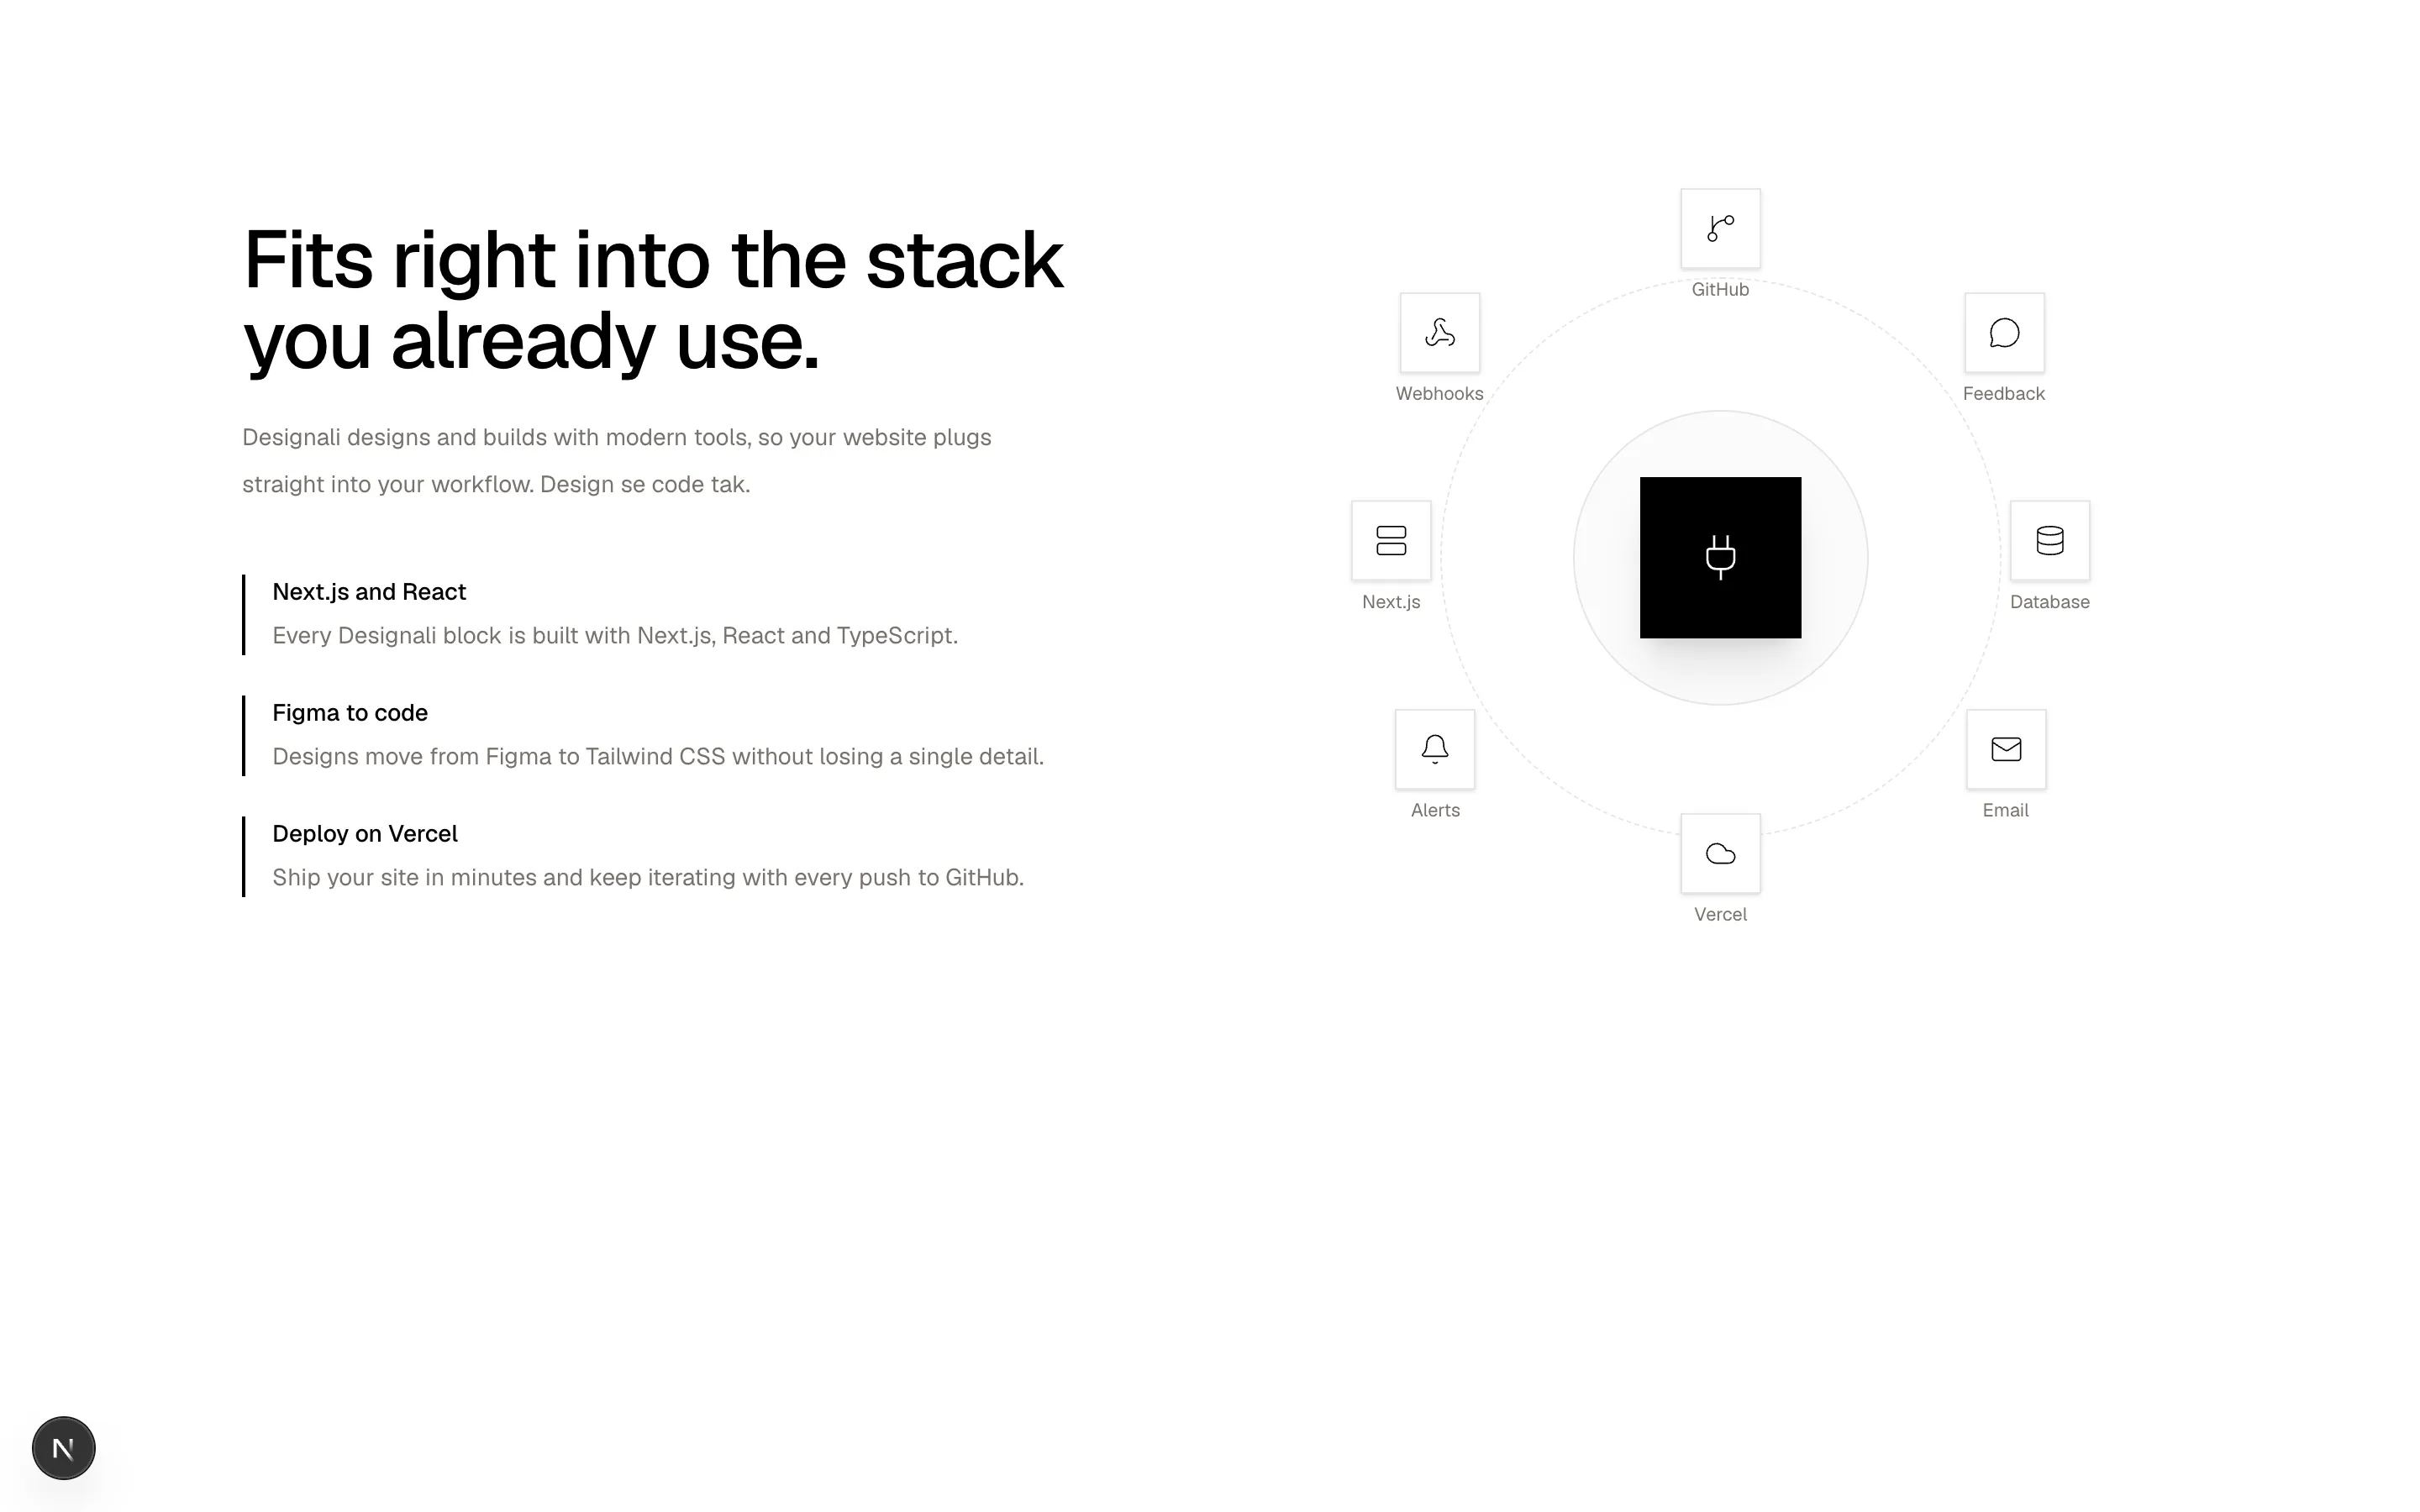 Fits right into the stack
you already use.
Designali designs and builds with modern tools, so your website plugs
straight into your workflow. Design se code tak.
Next.js and React
Every Designali block is built with Next.js, React and TypeScript.
Figma to code
Designs move from Figma to Tailwind CSS without losing a single detail.
Deploy on Vercel
Ship your site in minutes and keep iterating with every push to GitHub.
GitHub
Webhooks
Feedback
Next.js
Database
Alerts
Email
Vercel
N